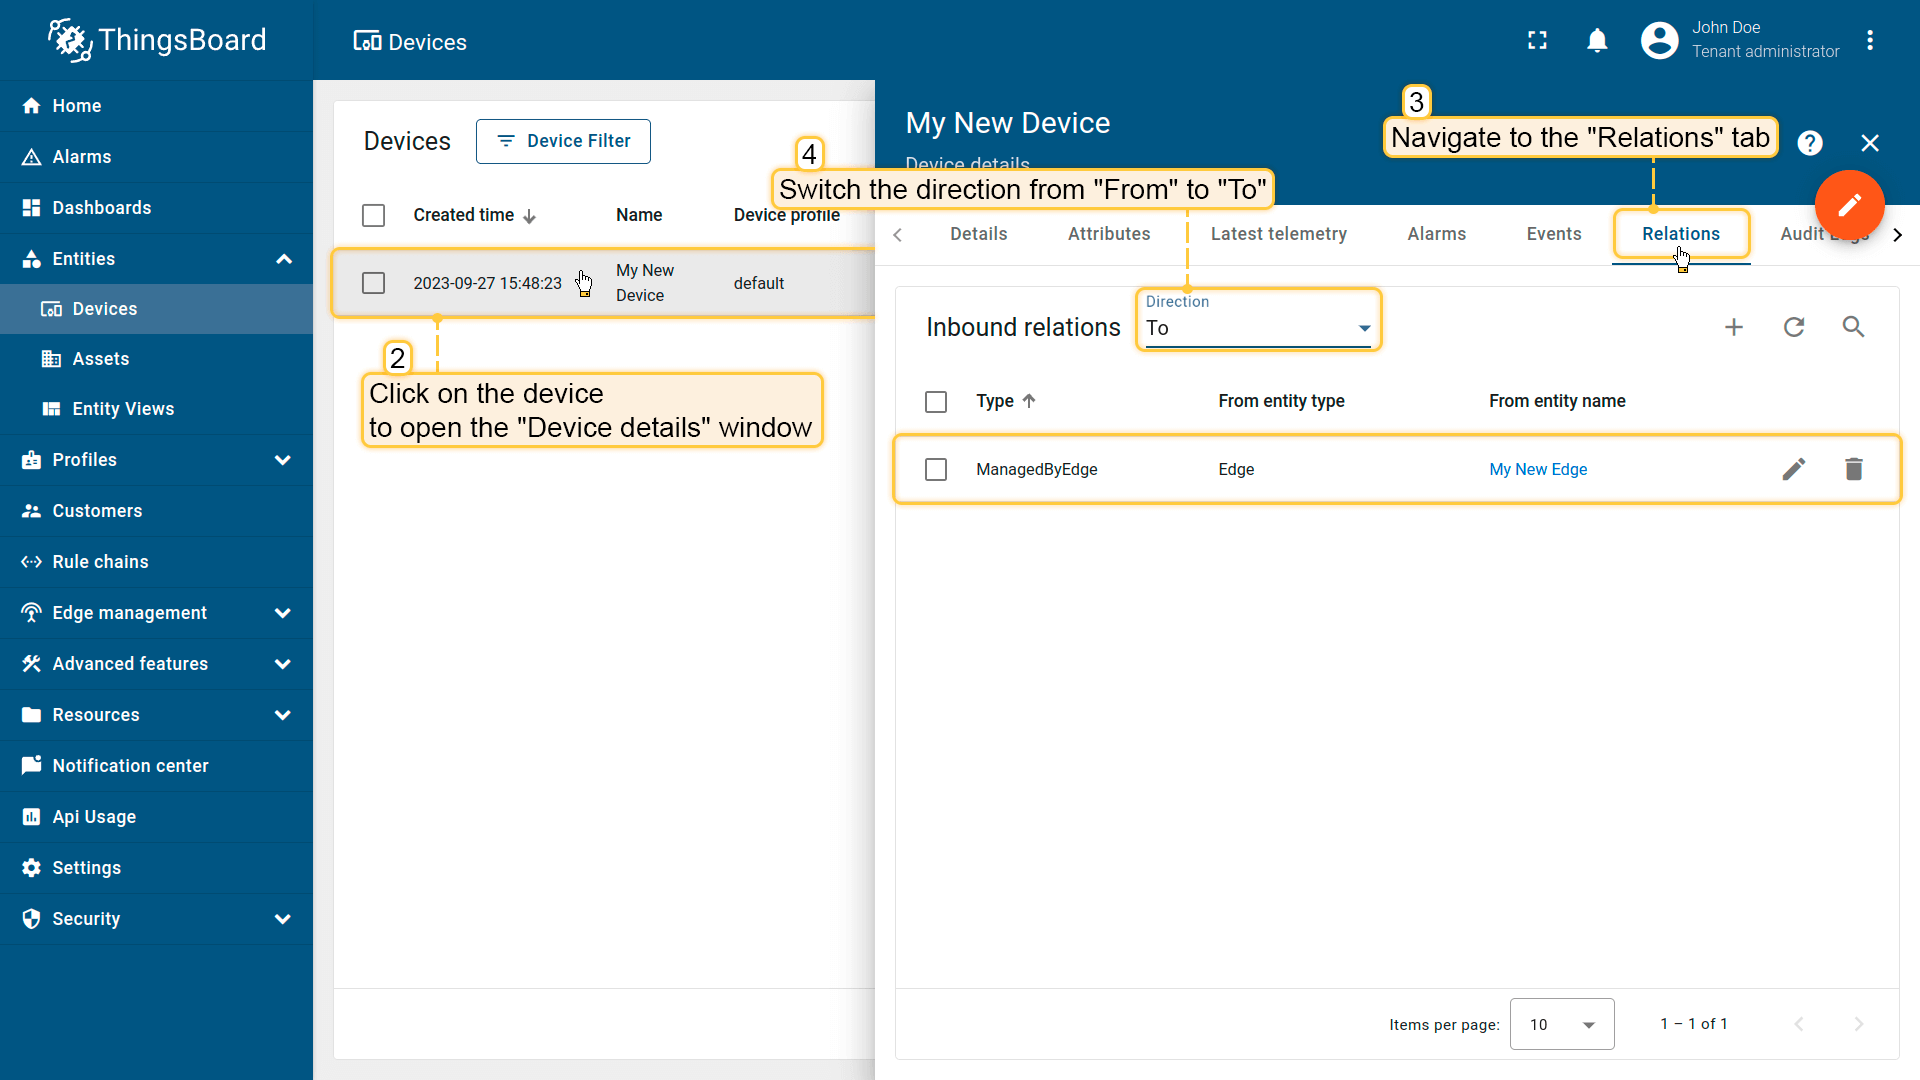 ThingsBoard
Devices
John Doe
Tenant administrator
Home
Alarms
Dashboards
Entities
Devices
Assets
Entity Views
Profiles
Customers
Rule chains
Edge management
Advanced features
Resources
Notification center
Api Usage
Settings
Security
Devices
Device Filter
Created time
Name
Device profile
2023-09-27 15:48:23
My New
Device
default
2
Click on the device
to open the "Device details" window
My New Device
Device details
3
Navigate to the "Relations" tab
4
Switch the direction from "From" to "To"
Details
Attributes
Latest telemetry
Alarms
Events
Relations
Audit Logs
Inbound relations
Direction
To
Type
From entity type
From entity name
ManagedByEdge
Edge
My New Edge
Items per page:
10
1 – 1 of 1